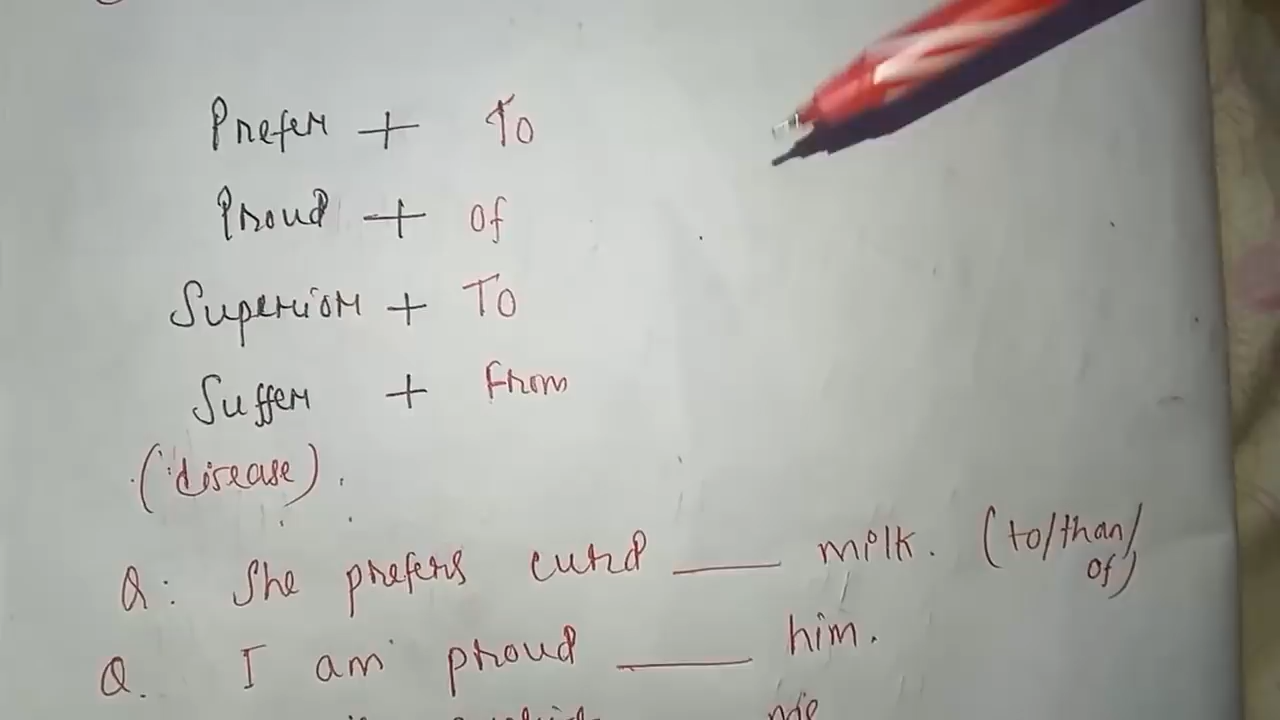 Prefer + To
Proud + of
Superior + To
Suffer + From
(disease).
Q: She prefers curd ____ milk. (to/than/
of)
Q. I am proud ____ him.
me